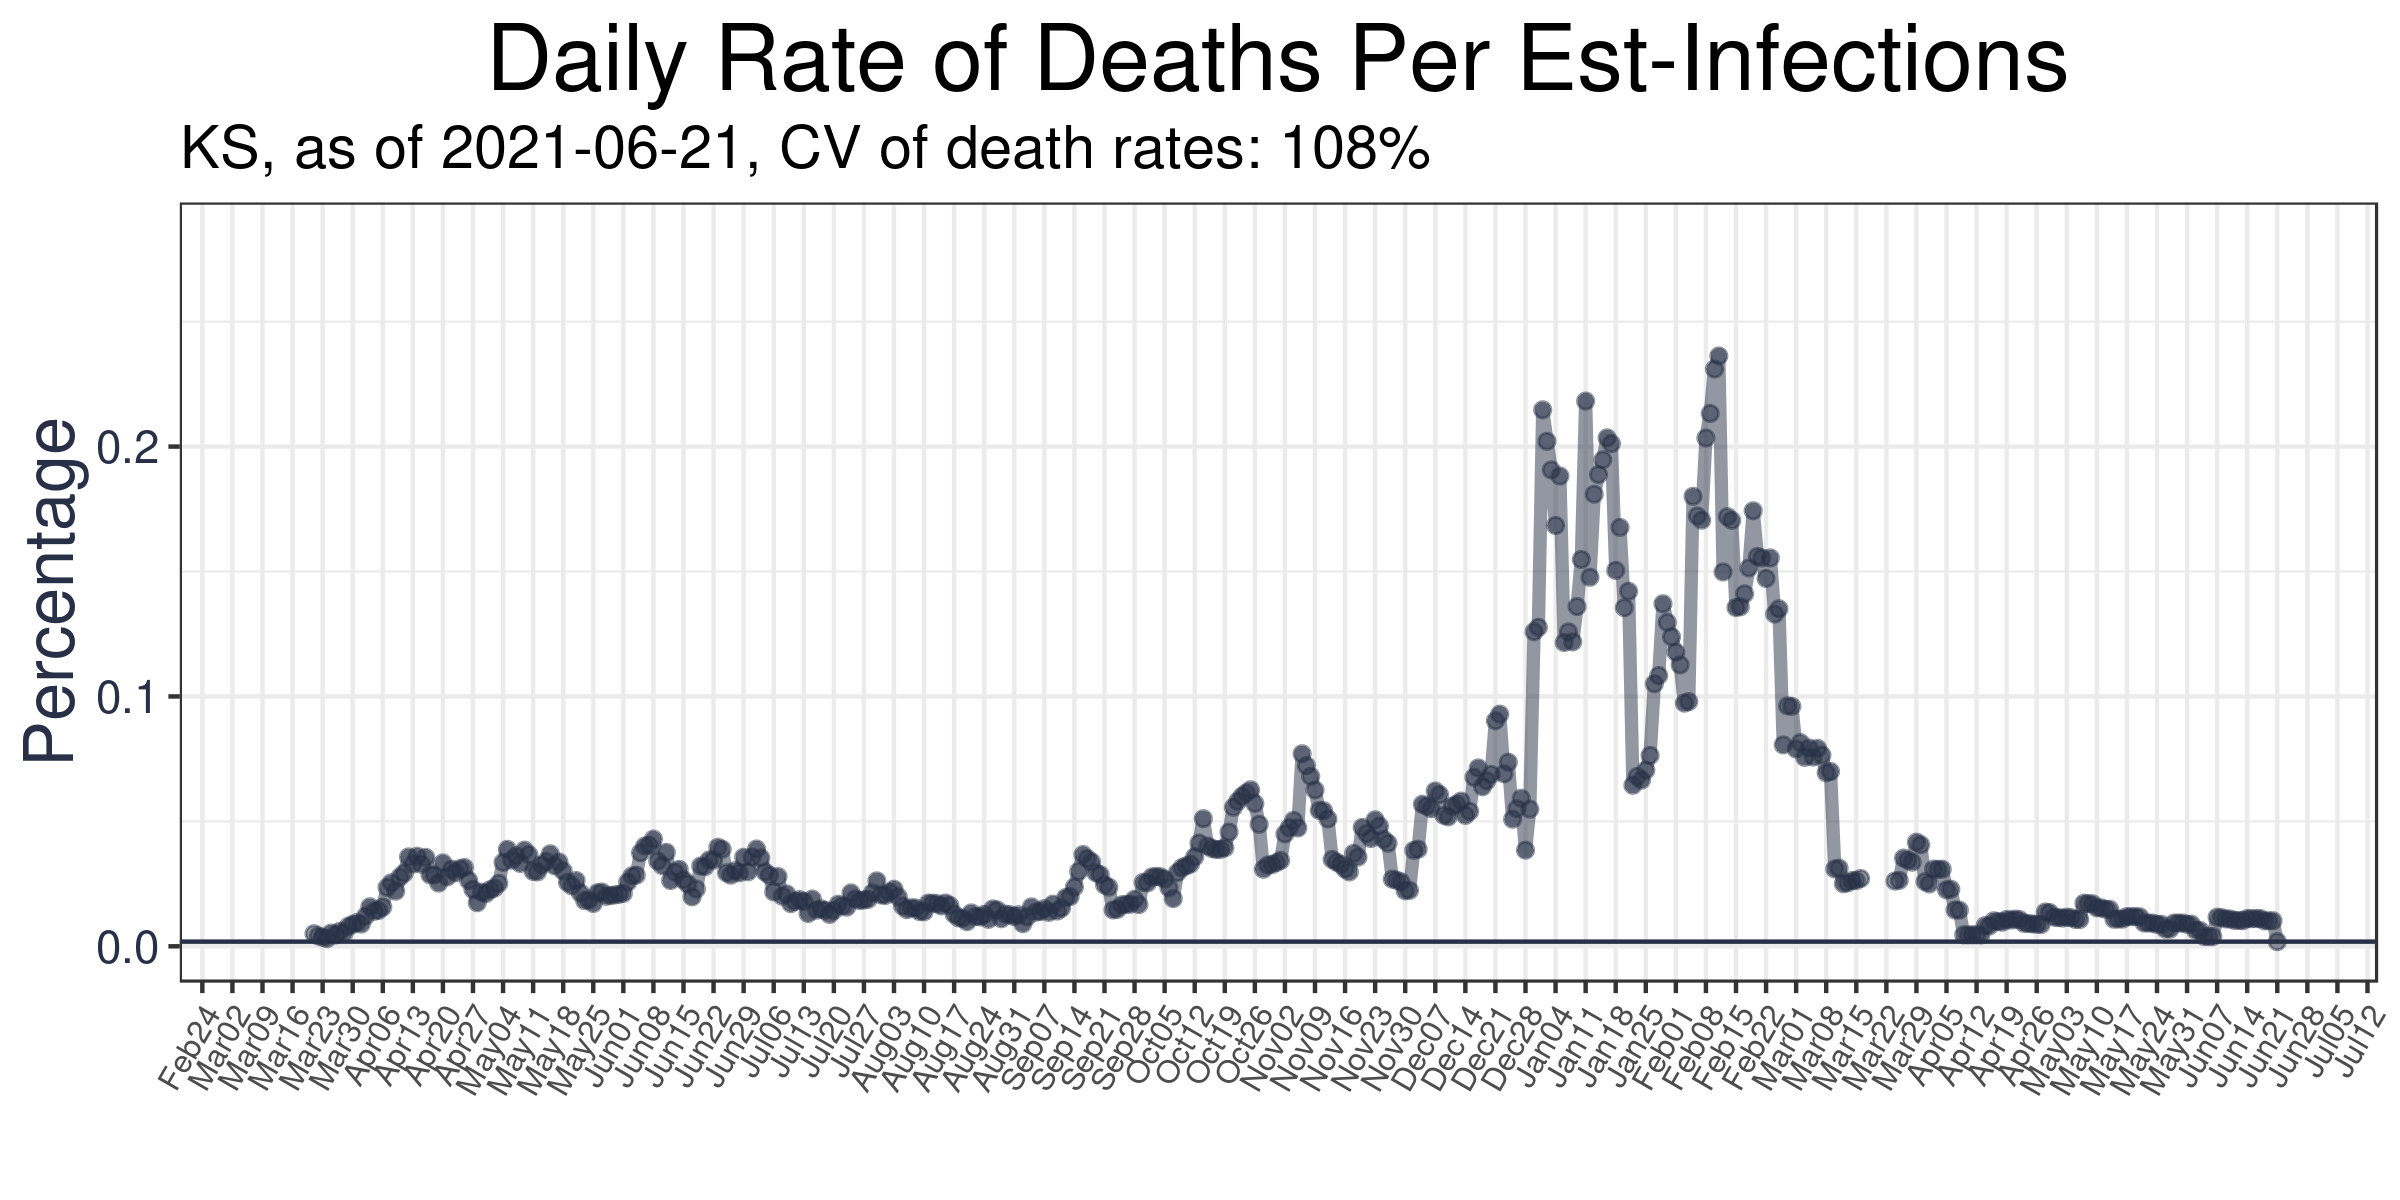 Daily Rate of Deaths Per Est-Infections
KS, as of 2021-06-21, CV of death rates: 108%
Percentage
0.2
0.1
0.0
Feb24
Mar02
Mar09
Mar16
Mar23
Mar30
Apr06
Apr13
Apr20
Apr27
May04
May11
May18
May25
Jun01
Jun08
Jun15
Jun22
Jun29
Jul06
Jul13
Jul20
Jul27
Aug03
Aug10
Aug17
Aug24
Aug31
Sep07
Sep14
Sep21
Sep28
Oct05
Oct12
Oct19
Oct26
Nov02
Nov09
Nov16
Nov23
Nov30
Dec07
Dec14
Dec21
Dec28
Jan04
Jan11
Jan18
Jan25
Feb01
Feb08
Feb15
Feb22
Mar01
Mar08
Mar15
Mar22
Mar29
Apr05
Apr12
Apr19
Apr26
May03
May10
May17
May24
May31
Jun07
Jun14
Jun21
Jun28
Jul05
Jul12